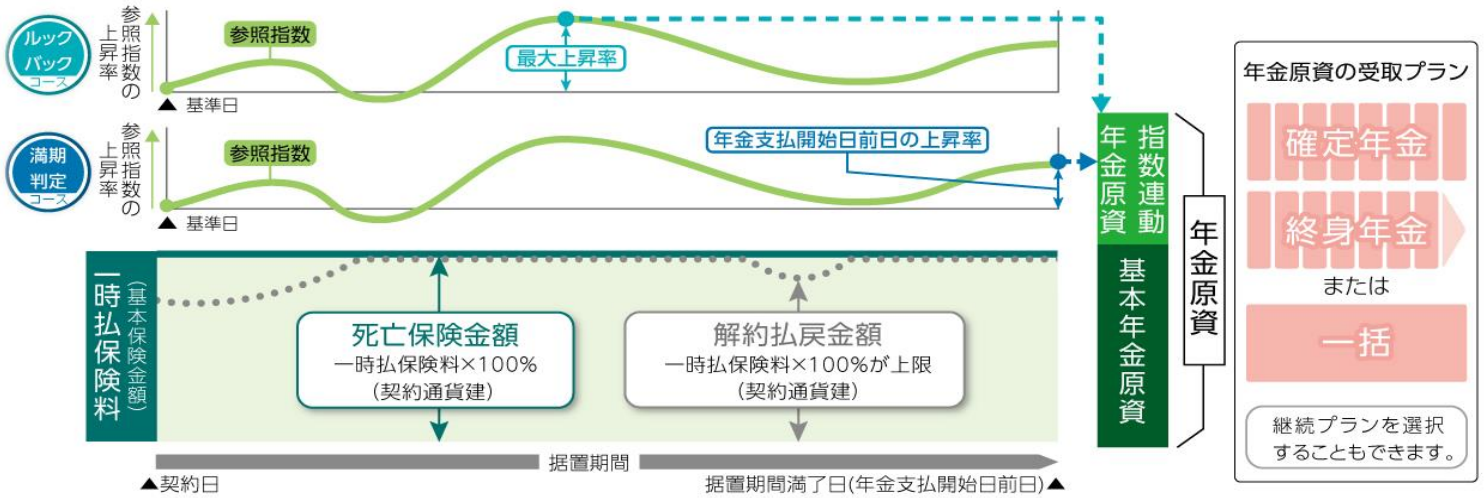 ルック
バック
コース
参照指数の
上昇率
参照指数
最大上昇率
▲ 基準日
満期
判定
コース
参照指数の
上昇率
参照指数
年金支払開始日前日の上昇率
▲ 基準日
一時払保険料
(基本保険金額)
死亡保険金額
一時払保険料×100%
(契約通貨建)
解約払戻金額
一時払保険料×100%が上限
(契約通貨建)
据置期間
▲契約日
据置期間満了日(年金支払開始日前日)▲
指数連動
年金原資
基本年金原資
年金原資
年金原資の受取プラン
確定年金
終身年金
または
一括
継続プランを選択
することもできます。